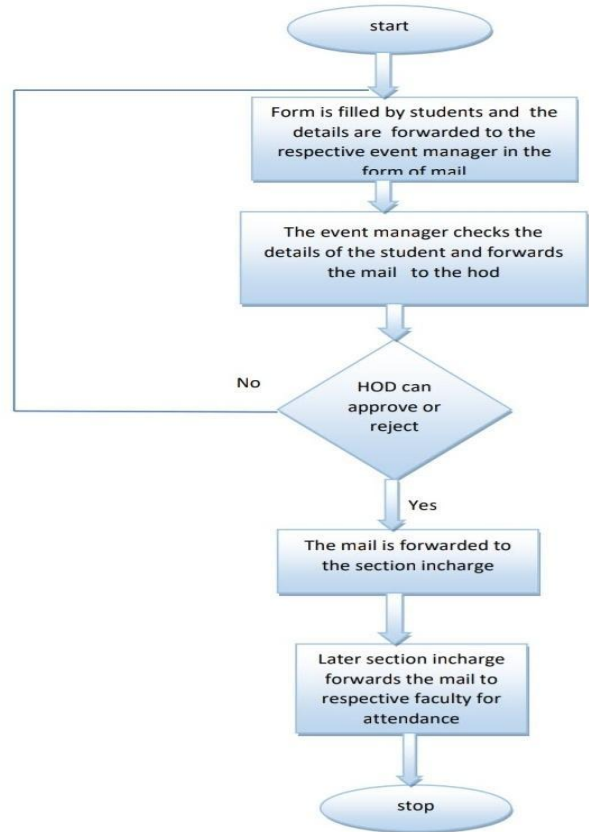 start
Form is filled by students and the
details are forwarded to the
respective event manager in the
form of mail
The event manager checks the
details of the student and forwards
the mail to the hod
No
HOD can
approve or
reject
Yes
The mail is forwarded to
the section incharge
Later section incharge
forwards the mail to
respective faculty for
attendance
stop